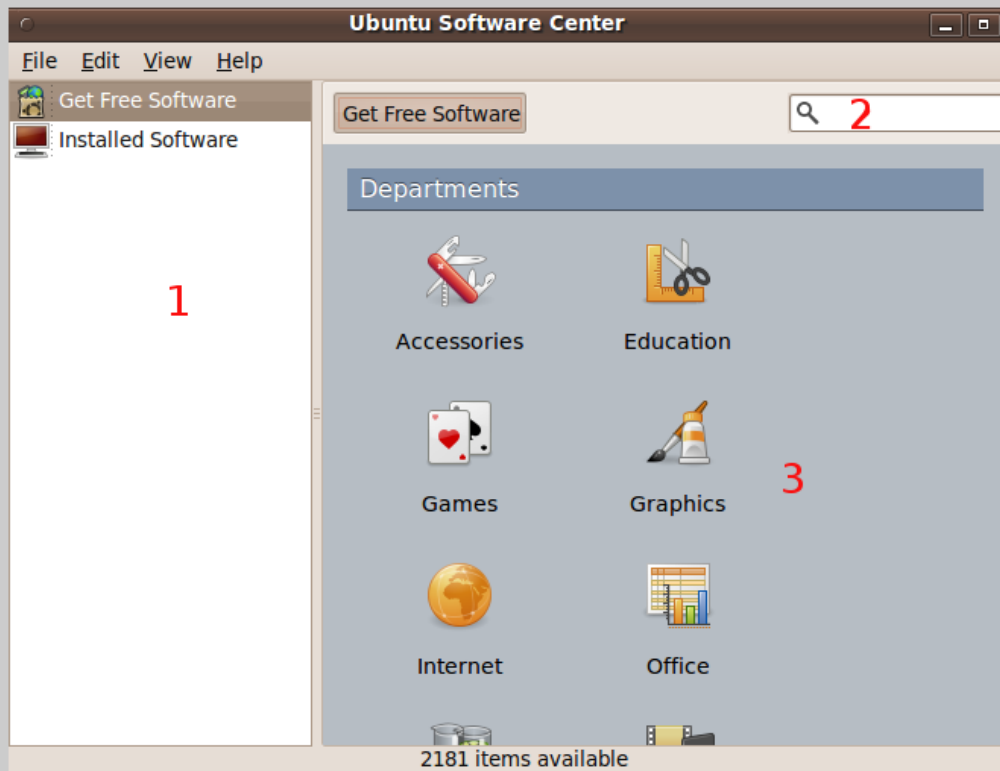 Ubuntu Software Center
File Edit View Help
Get Free Software
Installed Software
1
Get Free Software
2
Departments
Accessories Education
Games Graphics
3
Internet Office
2181 items available